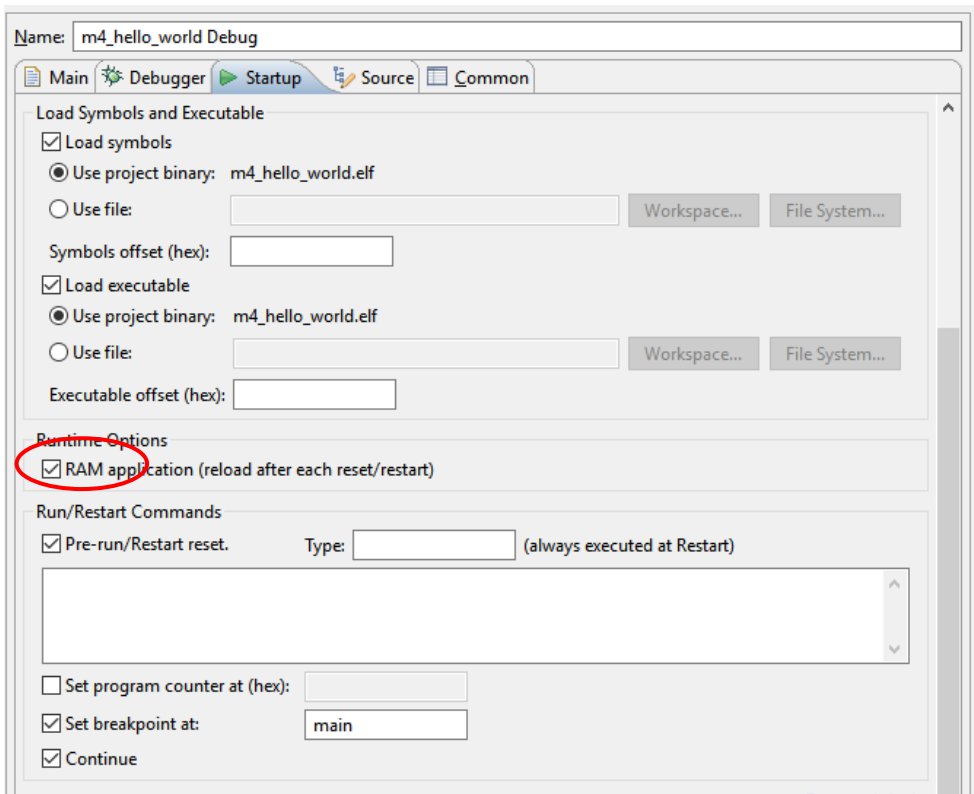 Name: m4_hello_world Debug
Main Debugger Startup Source Common
Load Symbols and Executable
Load symbols
Use project binary: m4_hello_world.elf
Use file: Workspace... File System...
Symbols offset (hex):
Load executable
Use project binary: m4_hello_world.elf
Use file: Workspace... File System...
Executable offset (hex):
Runtime Options
RAM application (reload after each reset/restart)
Run/Restart Commands
Pre-run/Restart reset. Type: (always executed at Restart)
Set program counter at (hex):
Set breakpoint at: main
Continue